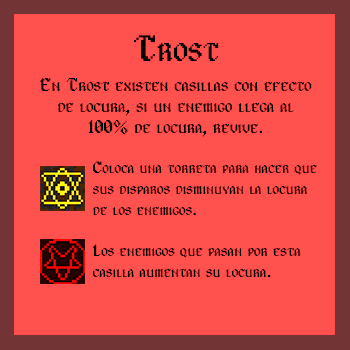 Trost
En Trost existen casillas con efecto
de locura, si un enemigo llega al
100% de locura, revive.
Coloca una torreta para hacer que
sus disparos disminuyan la locura
de los enemigos.
Los enemigos que pasan por esta
casilla aumentan su locura.